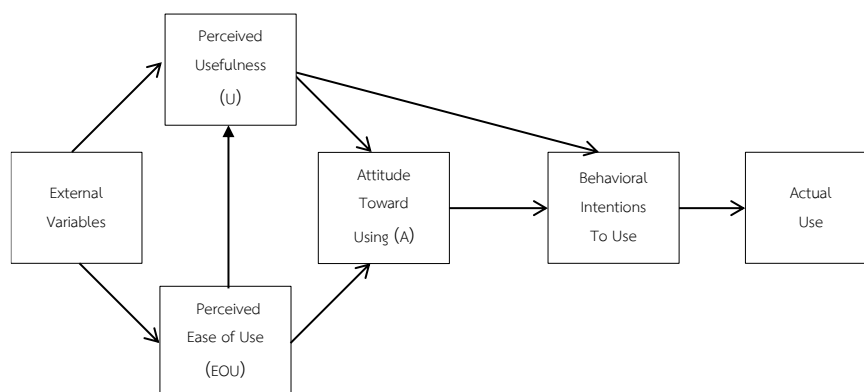 Perceived
Usefulness
(U)
External
Variables
Attitude
Toward
Using (A)
Behavioral
Intentions
To Use
Actual
Use
Perceived
Ease of Use
(EOU)